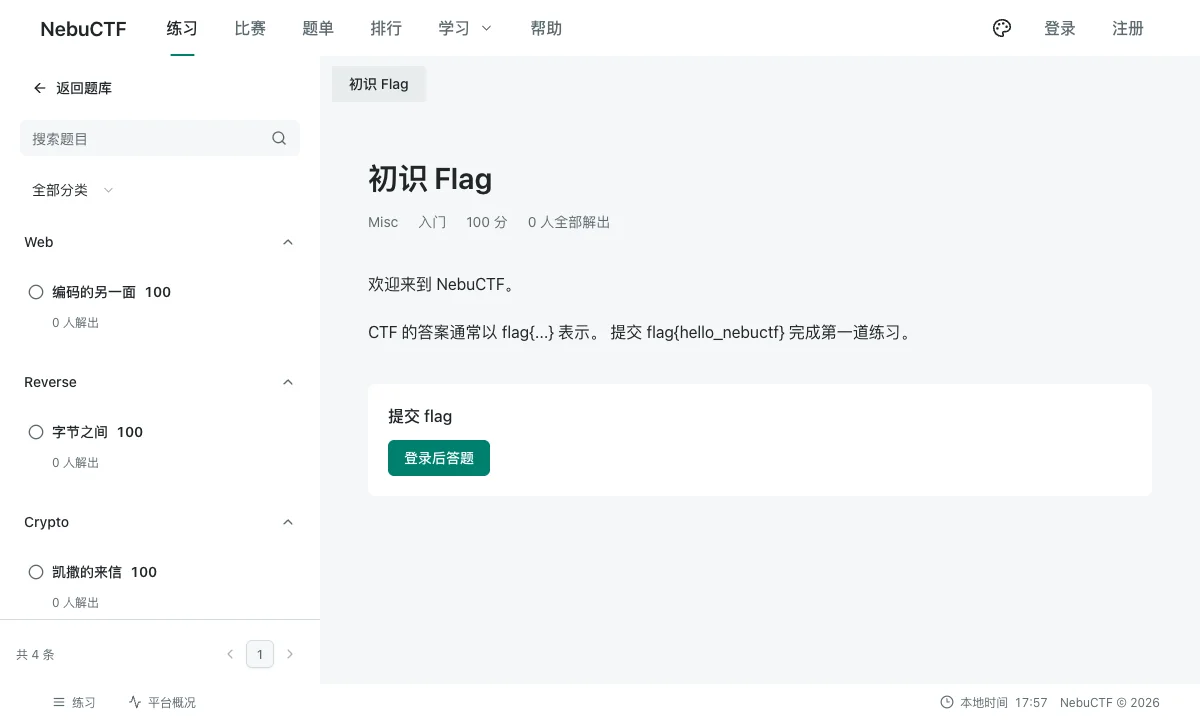 NebuCTF 练习 比赛 题单 排行 学习 帮助 登录 注册
返回题库
搜索题目
全部分类
Web
编码的另一面 100
0 人解出
Reverse
字节之间 100
0 人解出
Crypto
凯撒的来信 100
0 人解出
共 4 条 1
初识 Flag
初识 Flag
Misc 入门 100 分 0 人全部解出
欢迎来到 NebuCTF。
CTF 的答案通常以 flag{...} 表示。 提交 flag{hello_nebuctf} 完成第一道练习。
提交 flag
登录后答题
练习 平台概况 本地时间 17:57 NebuCTF © 2026